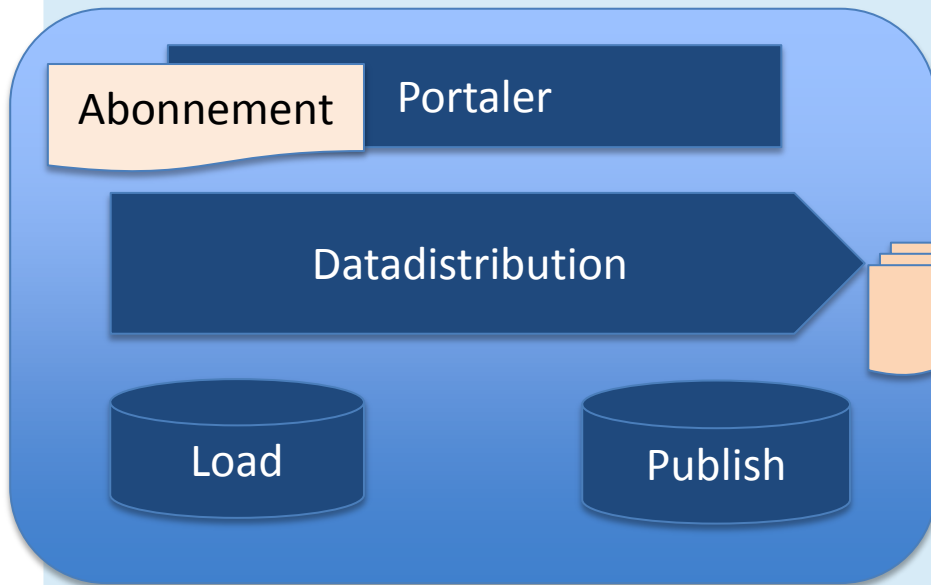 Abonnement
Portaler
Datadistribution
Load
Publish